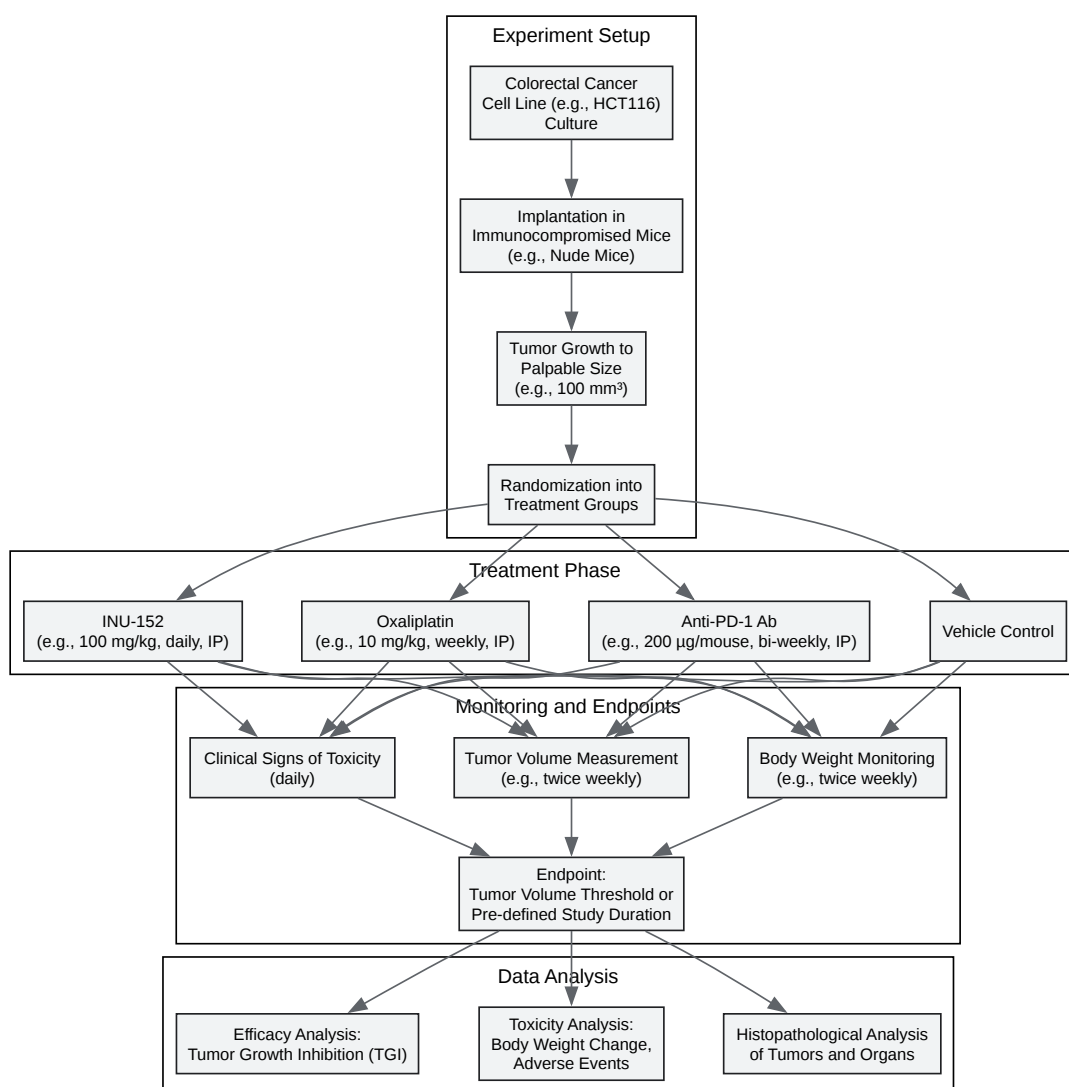 Experiment Setup
Colorectal Cancer
Cell Line (e.g., HCT116)
Culture
Implantation in
Immunocompromised Mice
(e.g., Nude Mice)
Tumor Growth to
Palpable Size
(e.g., 100 mm³)
Randomization into
Treatment Groups
Treatment Phase
INU-152
(e.g., 100 mg/kg, daily, IP)
Oxaliplatin
(e.g., 10 mg/kg, weekly, IP)
Anti-PD-1 Ab
(e.g., 200 µg/mouse, bi-weekly, IP)
Vehicle Control
Monitoring and Endpoints
Clinical Signs of Toxicity
(daily)
Tumor Volume Measurement
(e.g., twice weekly)
Body Weight Monitoring
(e.g., twice weekly)
Endpoint:
Tumor Volume Threshold or
Pre-defined Study Duration
Data Analysis
Efficacy Analysis:
Tumor Growth Inhibition (TGI)
Toxicity Analysis:
Body Weight Change,
Adverse Events
Histopathological Analysis
of Tumors and Organs